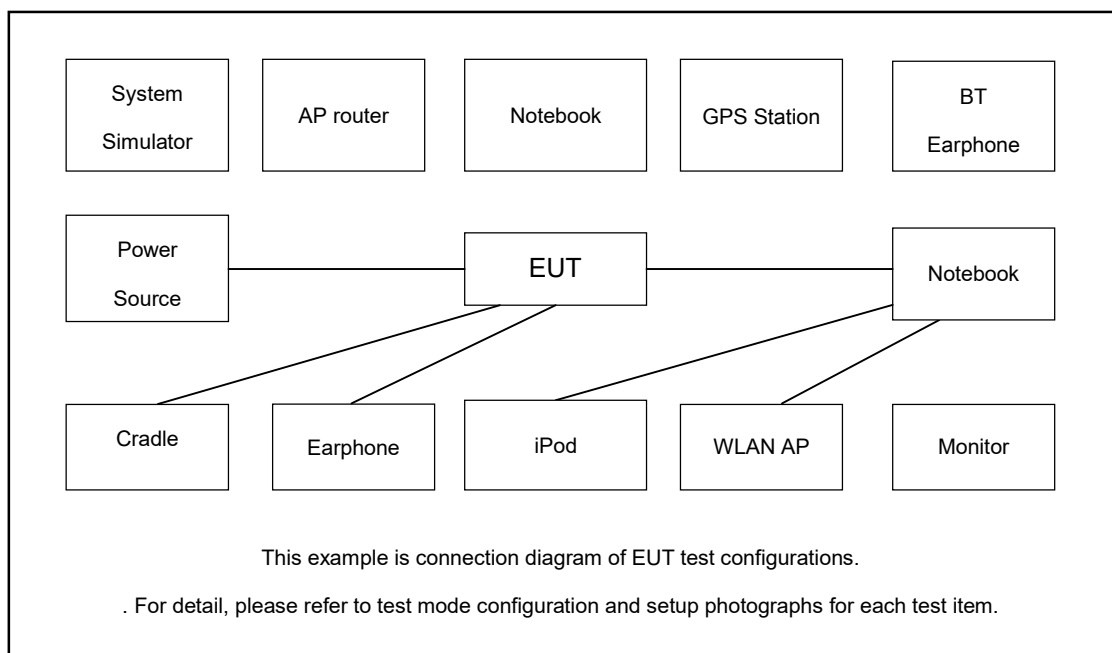 System
Simulator
AP router
Notebook
GPS Station
BT
Earphone
Power
Source
EUT
Notebook
Cradle
Earphone
iPod
WLAN AP
Monitor
This example is connection diagram of EUT test configurations.
. For detail, please refer to test mode configuration and setup photographs for each test item.